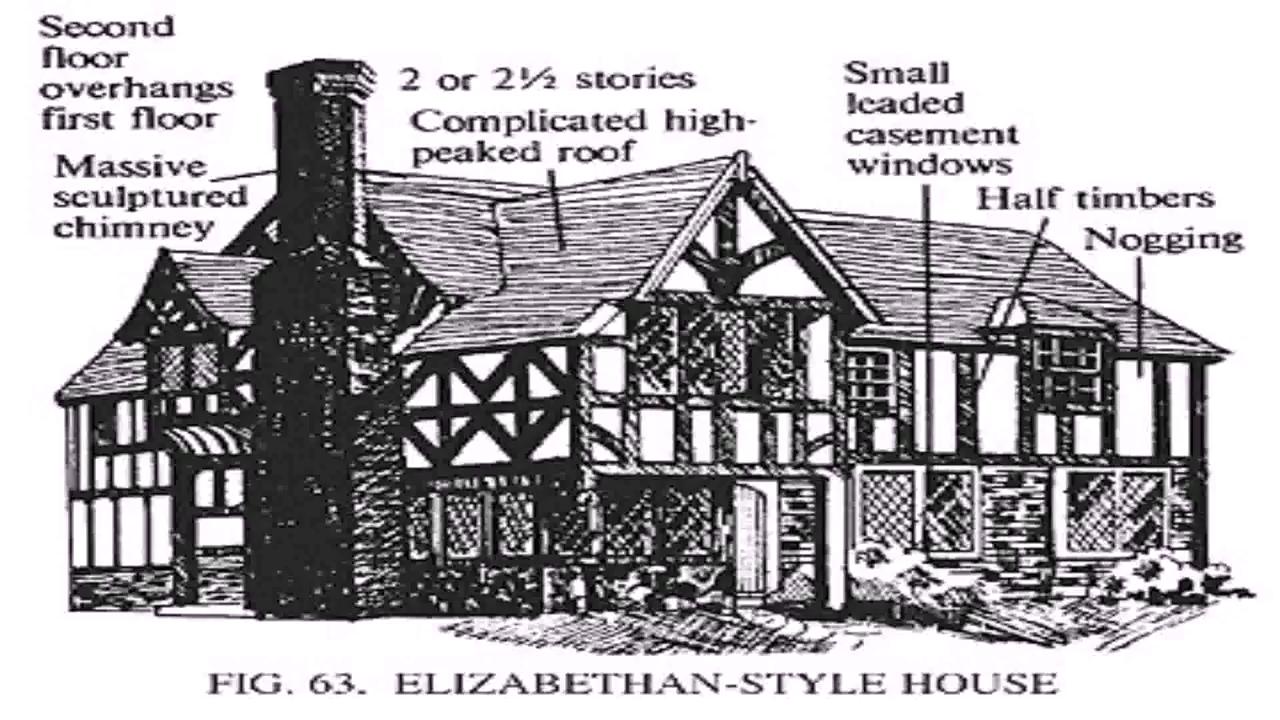 Second
floor
overhangs
first floor
Massive
sculptured
chimney
2 or 2½ stories
Complicated high-
peaked roof
Small
leaded
casement
windows
Half timbers
Nogging
FIG. 63. ELIZABETHAN-STYLE HOUSE